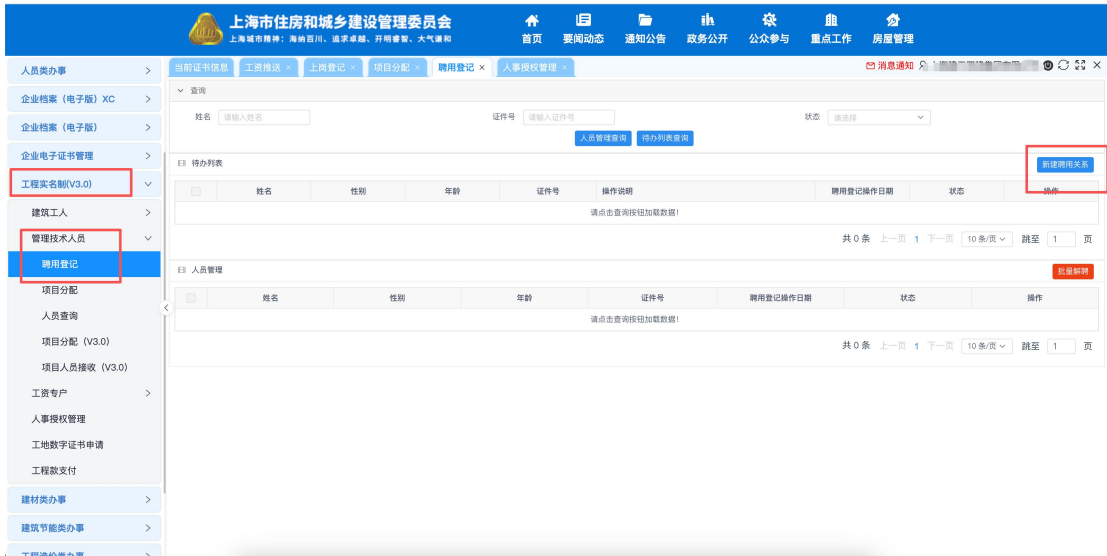 上海市住房和城乡建设管理委员会
上海城市精神：海纳百川、追求卓越、开明睿智、大气谦和
首页 要闻动态 通知公告 政务公开 公众参与 重点工作 房屋管理
人员类办事
企业档案（电子版）XC
企业档案（电子版）
企业电子证书管理
工程实名制(V3.0)
建筑工人
管理技术人员
聘用登记
项目分配
人员查询
项目分配（V3.0）
项目人员接收（V3.0）
工资专户
人事授权管理
工地数字证书申请
工程款支付
建材类办事
建筑节能类办事
工程造价类办事
当前证书信息 工资推送 × 上岗登记 × 项目分配 × 聘用登记 × 人事授权管理 ×
消息通知
查询
姓名 请输入姓名 证件号 请输入证件号 状态 请选择
人员管理查询 待办列表查询
待办列表 新建聘用关系
姓名 性别 年龄 证件号 操作说明 聘用登记操作日期 状态 操作
请点击查询按钮加载数据!
共 0 条 上一页 1 下一页 10 条/页 跳至 1 页
人员管理 批量解聘
姓名 性别 年龄 证件号 聘用登记操作日期 状态 操作
请点击查询按钮加载数据!
共 0 条 上一页 1 下一页 10 条/页 跳至 1 页